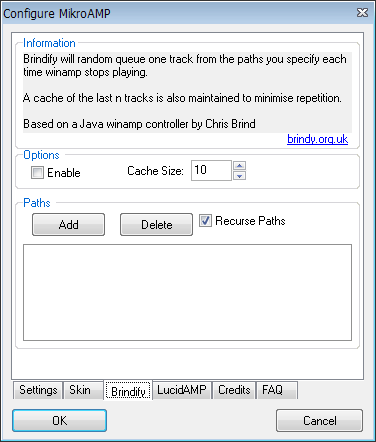 Configure MikroAMP
Information
Brindify will random queue one track from the paths you specify each
time winamp stops playing.
A cache of the last n tracks is also maintained to minimise repetition.
Based on a Java winamp controller by Chris Brind
brindy.org.uk
Options
Enable Cache Size: 10
Paths
Add Delete Recurse Paths
Settings Skin Brindify LucidAMP Credits FAQ
OK Cancel